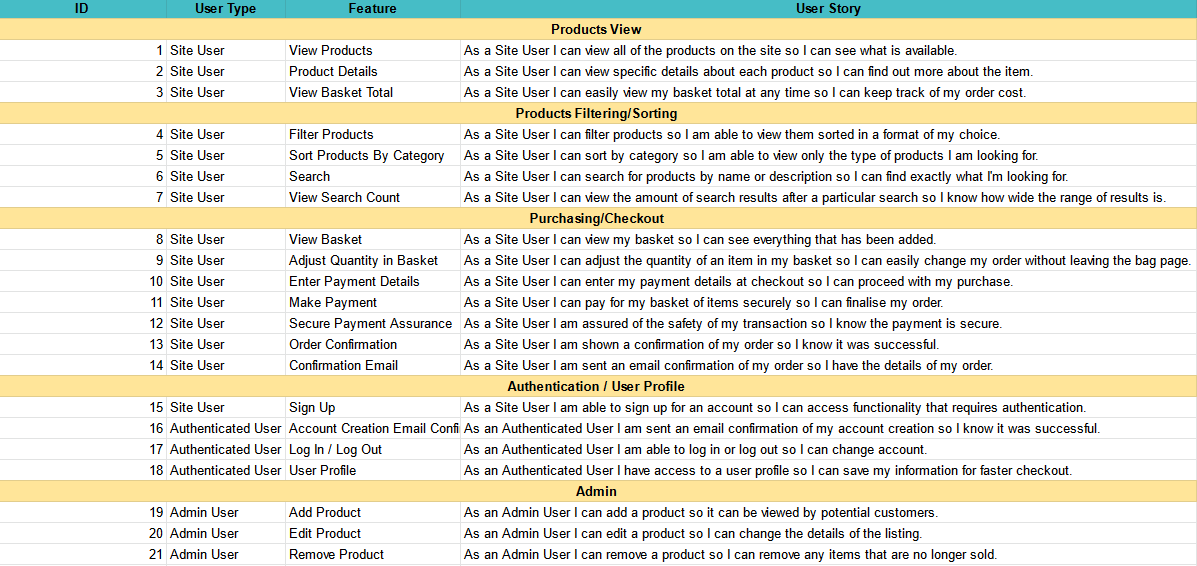 ID User Type Feature User Story
Products View
1 Site User View Products As a Site User I can view all of the products on the site so I can see what is available.
2 Site User Product Details As a Site User I can view specific details about each product so I can find out more about the item.
3 Site User View Basket Total As a Site User I can easily view my basket total at any time so I can keep track of my order cost.
Products Filtering/Sorting
4 Site User Filter Products As a Site User I can filter products so I am able to view them sorted in a format of my choice.
5 Site User Sort Products By Category As a Site User I can sort by category so I am able to view only the type of products I am looking for.
6 Site User Search As a Site User I can search for products by name or description so I can find exactly what I'm looking for.
7 Site User View Search Count As a Site User I can view the amount of search results after a particular search so I know how wide the range of results is.
Purchasing/Checkout
8 Site User View Basket As a Site User I can view my basket so I can see everything that has been added.
9 Site User Adjust Quantity in Basket As a Site User I can adjust the quantity of an item in my basket so I can easily change my order without leaving the bag page.
10 Site User Enter Payment Details As a Site User I can enter my payment details at checkout so I can proceed with my purchase.
11 Site User Make Payment As a Site User I can pay for my basket of items securely so I can finalise my order.
12 Site User Secure Payment Assurance As a Site User I am assured of the safety of my transaction so I know the payment is secure.
13 Site User Order Confirmation As a Site User I am shown a confirmation of my order so I know it was successful.
14 Site User Confirmation Email As a Site User I am sent an email confirmation of my order so I have the details of my order.
Authentication / User Profile
15 Site User Sign Up As a Site User I am able to sign up for an account so I can access functionality that requires authentication.
16 Authenticated User Account Creation Email Confi As an Authenticated User I am sent an email confirmation of my account creation so I know it was successful.
17 Authenticated User Log In / Log Out As an Authenticated User I am able to log in or log out so I can change account.
18 Authenticated User User Profile As an Authenticated User I have access to a user profile so I can save my information for faster checkout.
Admin
19 Admin User Add Product As an Admin User I can add a product so it can be viewed by potential customers.
20 Admin User Edit Product As an Admin User I can edit a product so I can change the details of the listing.
21 Admin User Remove Product As an Admin User I can remove a product so I can remove any items that are no longer sold.